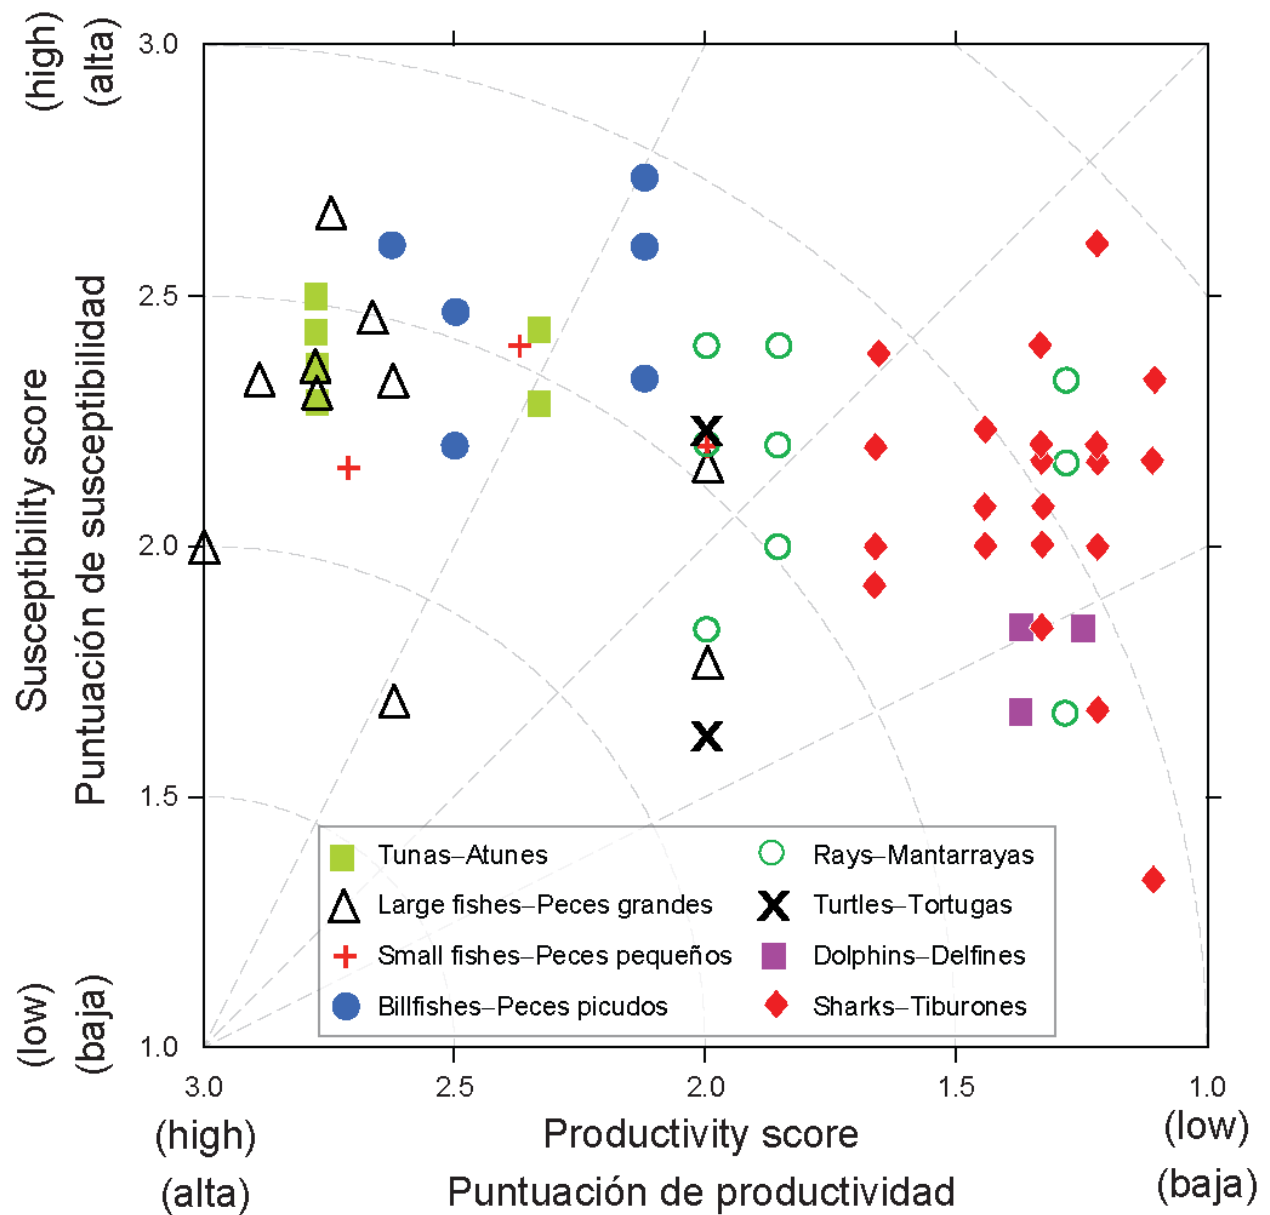 (high)
(alta)
Susceptibility score
Puntuación de susceptibilidad
(low)
(baja)
3.0
2.5
2.0
1.5
1.0
Tunas–Atunes
Large fishes–Peces grandes
Small fishes–Peces pequeños
Billfishes–Peces picudos
Rays–Mantarrayas
Turtles–Tortugas
Dolphins–Delfines
Sharks–Tiburones
3.0 2.5 2.0 1.5 1.0
(high) Productivity score (low)
(alta) Puntuación de productividad (baja)